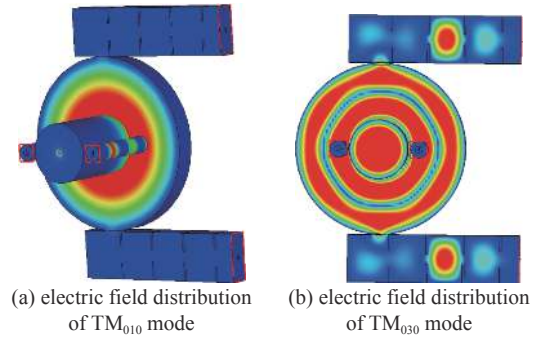 (a) electric field distribution
of TM₀₁₀ mode
(b) electric field distribution
of TM₀₃₀ mode